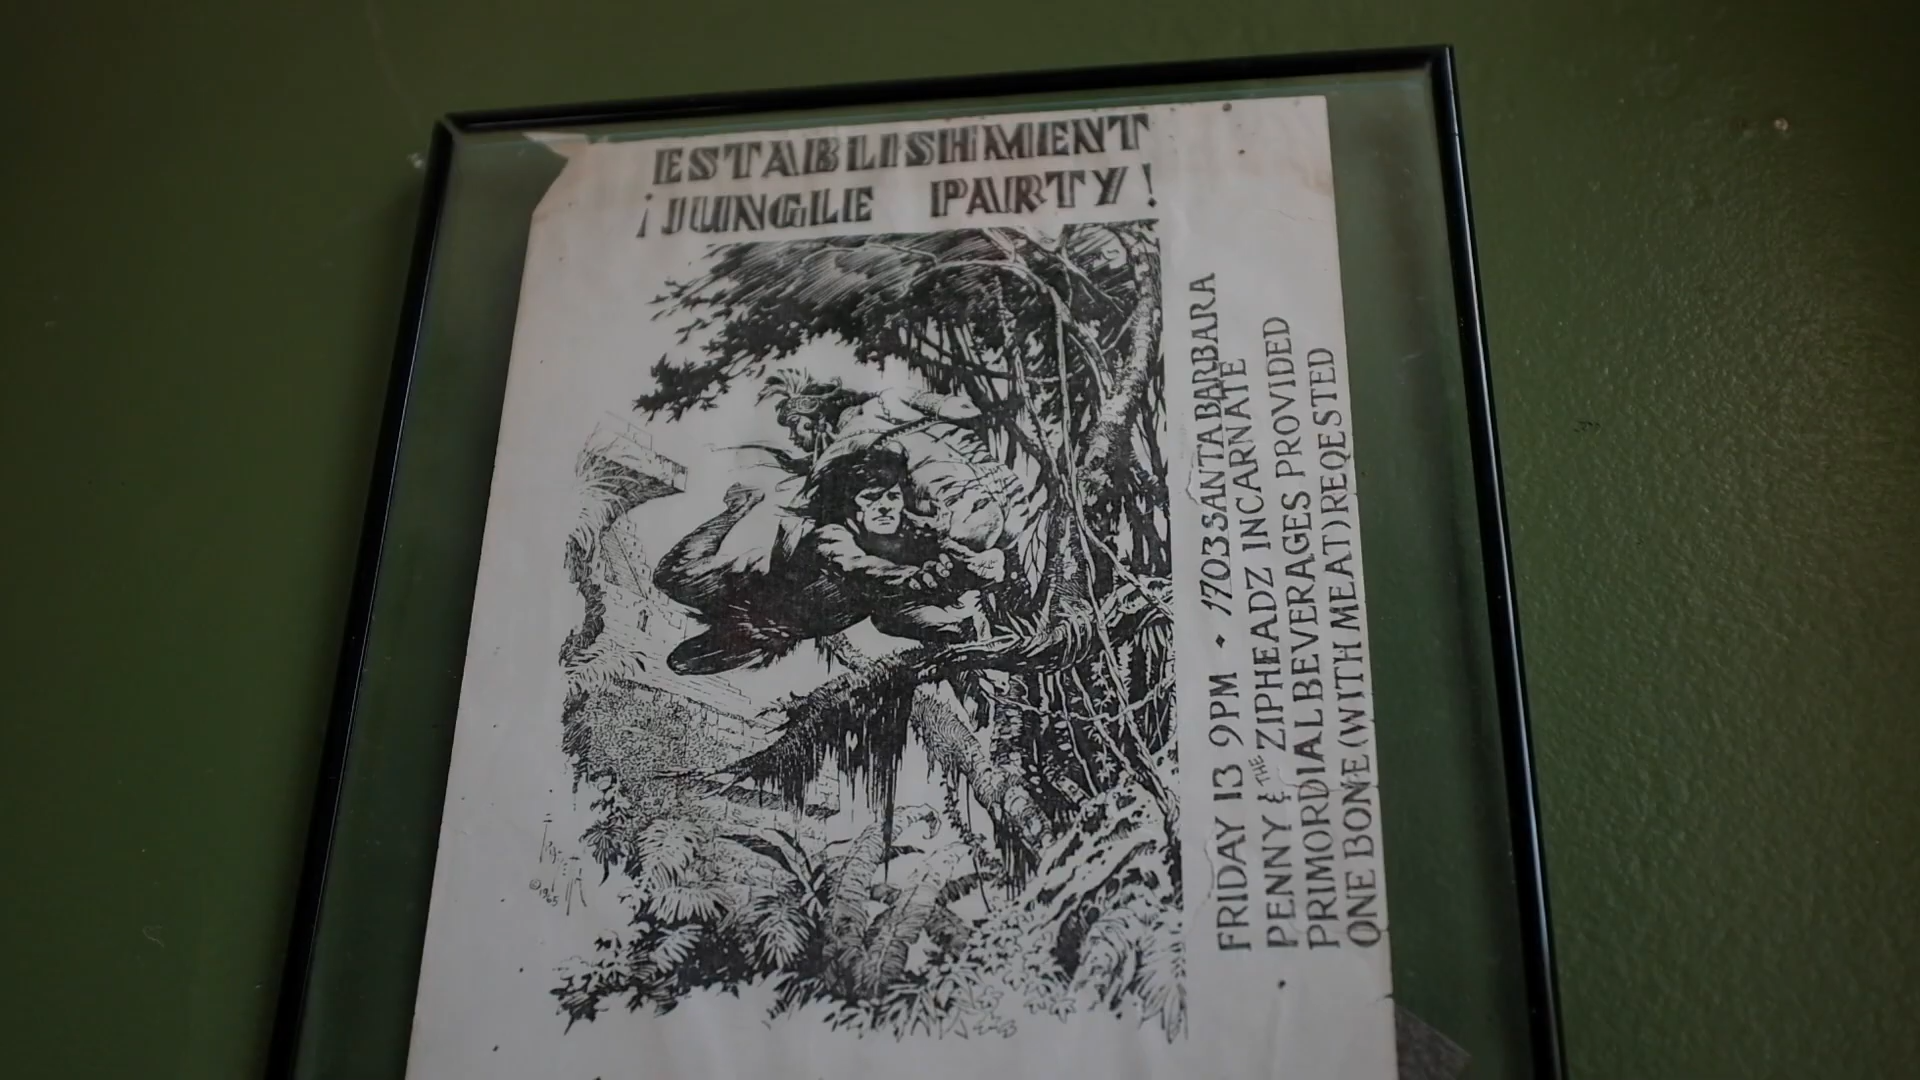 ESTABLISHMENT
¡JUNGLE PARTY!
FRIDAY 13 9PM • 1703 SANTA BARBARA
PENNY & THE ZIPHEADZ INCARNATE
PRIMORDIAL BEVERAGES PROVIDED
ONE BONE (WITH MEAT) REQESTED
©1965